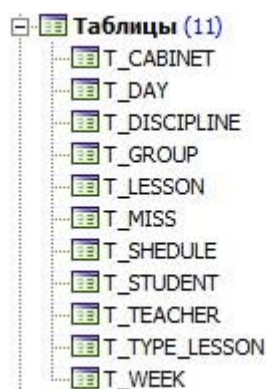 Таблицы (11)
T_CABINET
T_DAY
T_DISCIPLINE
T_GROUP
T_LESSON
T_MISS
T_SHEDULE
T_STUDENT
T_TEACHER
T_TYPE_LESSON
T_WEEK